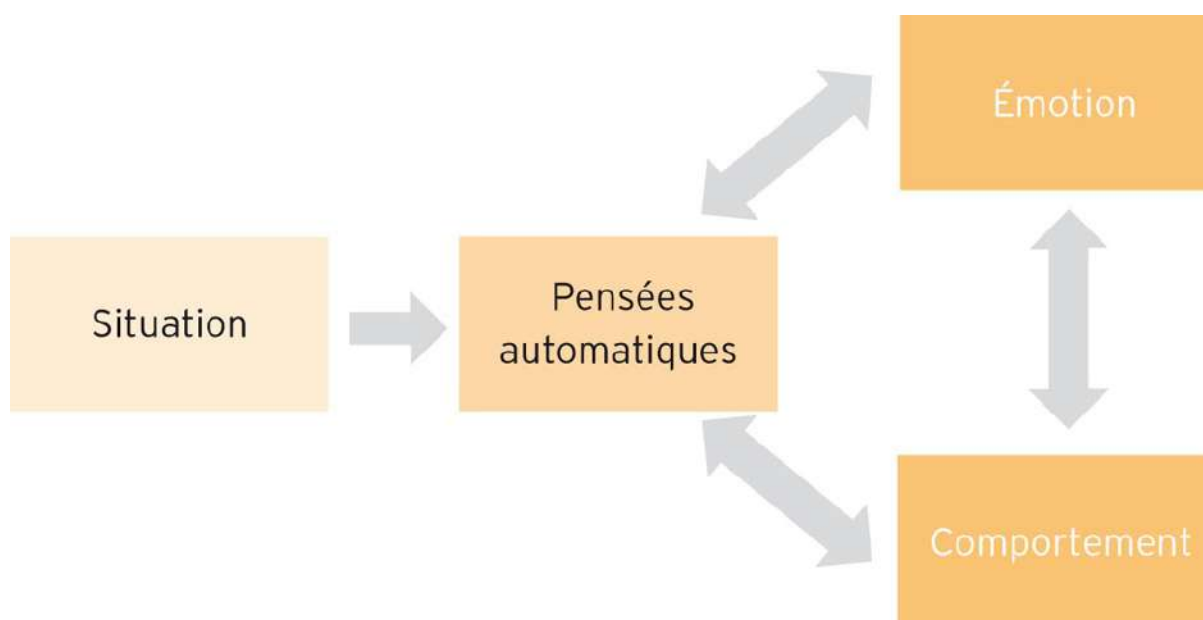 Émotion
Situation
Pensées
automatiques
Comportement